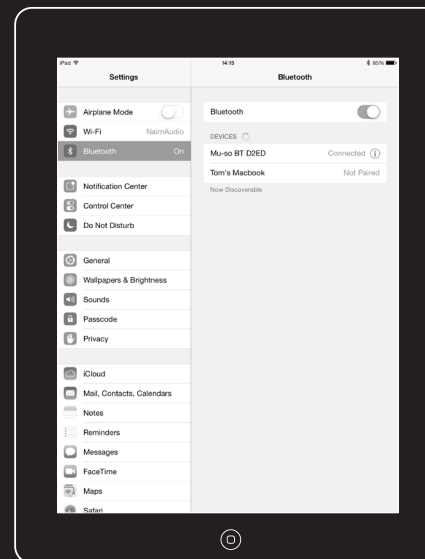 iPad 14:15 85%
Settings
Bluetooth
Airplane Mode
Wi-Fi NaimAudio
Bluetooth On
Notification Center
Control Center
Do Not Disturb
General
Wallpapers & Brightness
Sounds
Passcode
Privacy
iCloud
Mail, Contacts, Calendars
Notes
Reminders
Messages
FaceTime
Maps
Safari
Bluetooth
DEVICES
Mu-so BT D2ED Connected
Tom's Macbook Not Paired
Now Discoverable